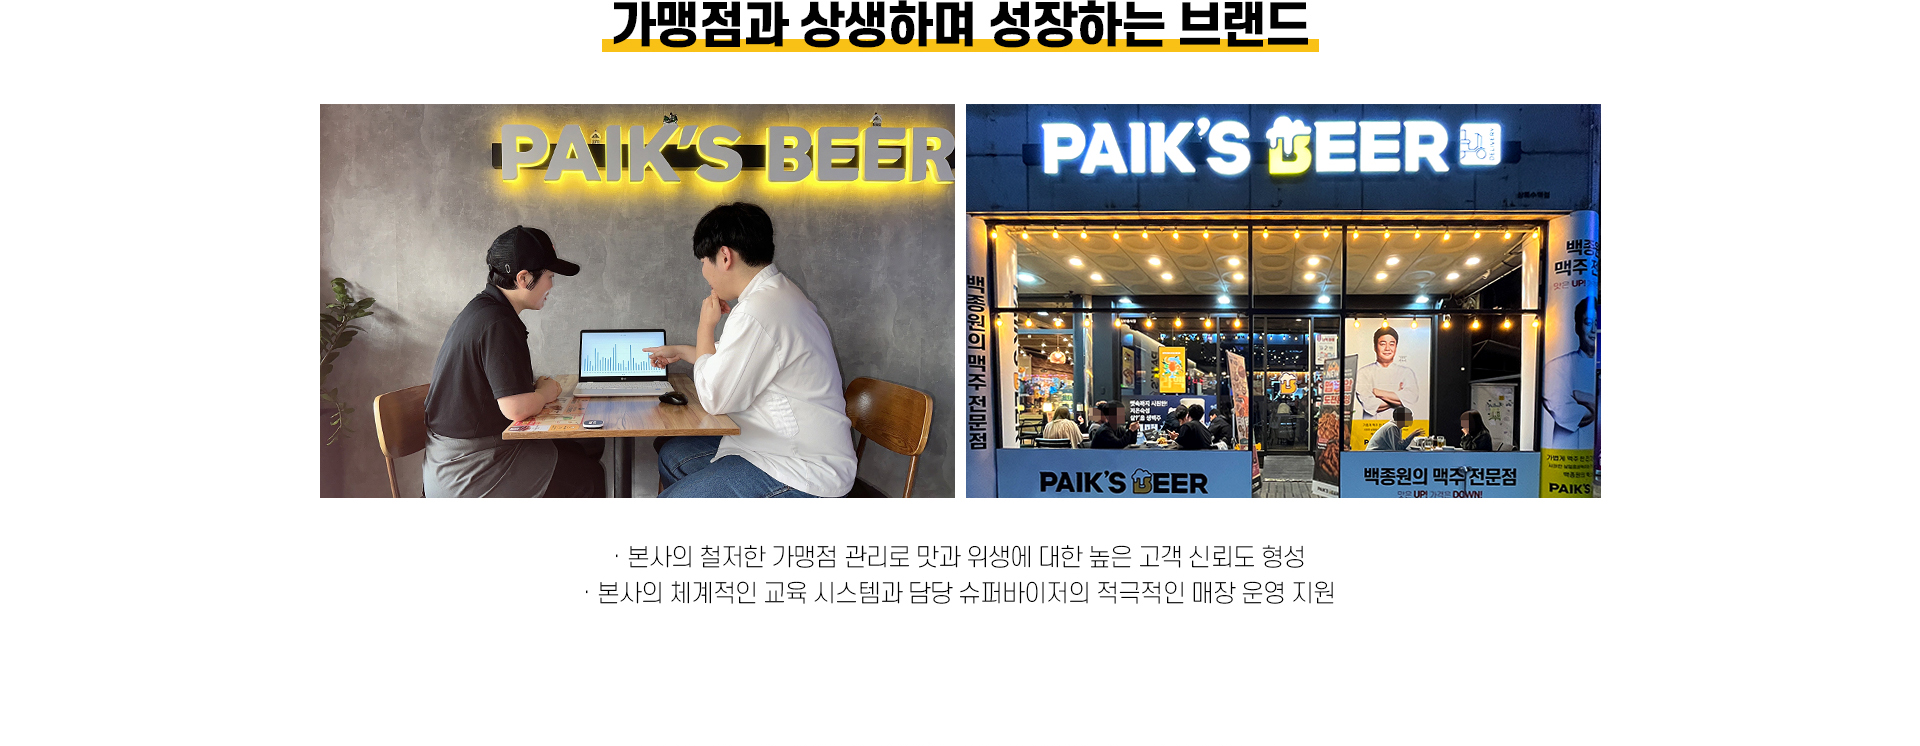 가맹점과 상생하며 성장하는 브랜드
PAIK'S BEER
PAIK'S BEER
DELIVERY
백종원의 맥주 전문점
백종원
맥주 전
맛은 UP!
PAIK'S BEER
백종원의 맥주 전문점
맛은 UP! 가격은 DOWN!
PAIK'S
· 본사의 철저한 가맹점 관리로 맛과 위생에 대한 높은 고객 신뢰도 형성
· 본사의 체계적인 교육 시스템과 담당 슈퍼바이저의 적극적인 매장 운영 지원